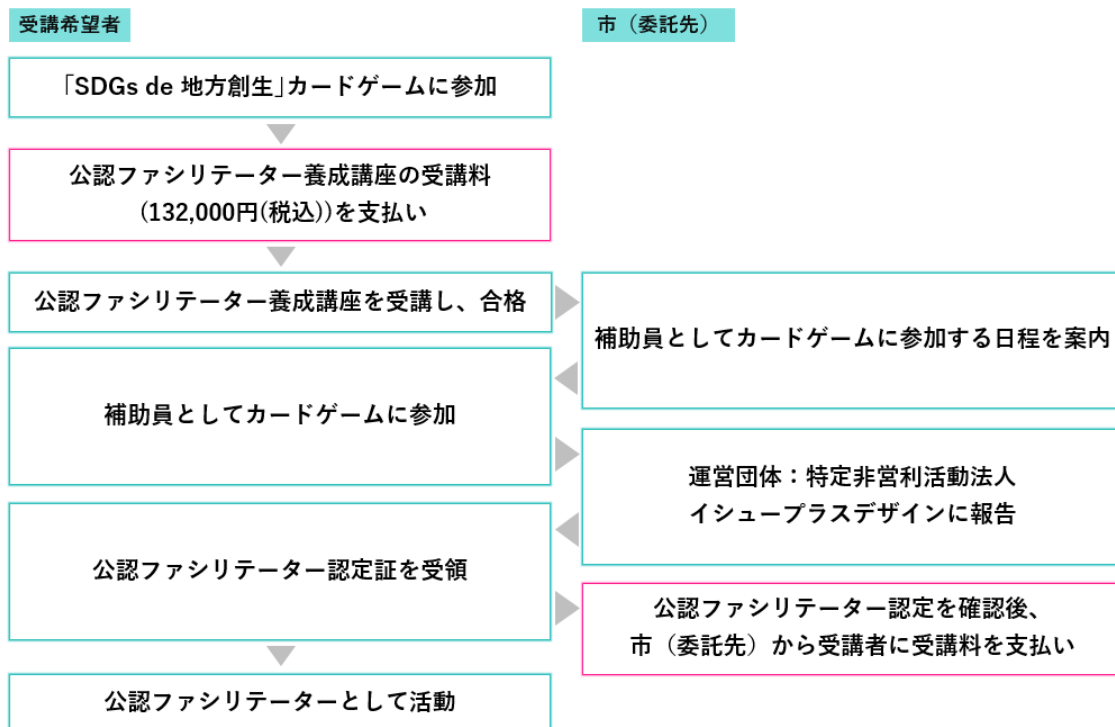 受講希望者
市（委託先）
「SDGs de 地方創生」カードゲームに参加
公認ファシリテーター養成講座の受講料
(132,000円(税込))を支払い
公認ファシリテーター養成講座を受講し、合格
補助員としてカードゲームに参加する日程を案内
補助員としてカードゲームに参加
運営団体：特定非営利活動法人
イシュープラスデザインに報告
公認ファシリテーター認定証を受領
公認ファシリテーター認定を確認後、
市（委託先）から受講者に受講料を支払い
公認ファシリテーターとして活動